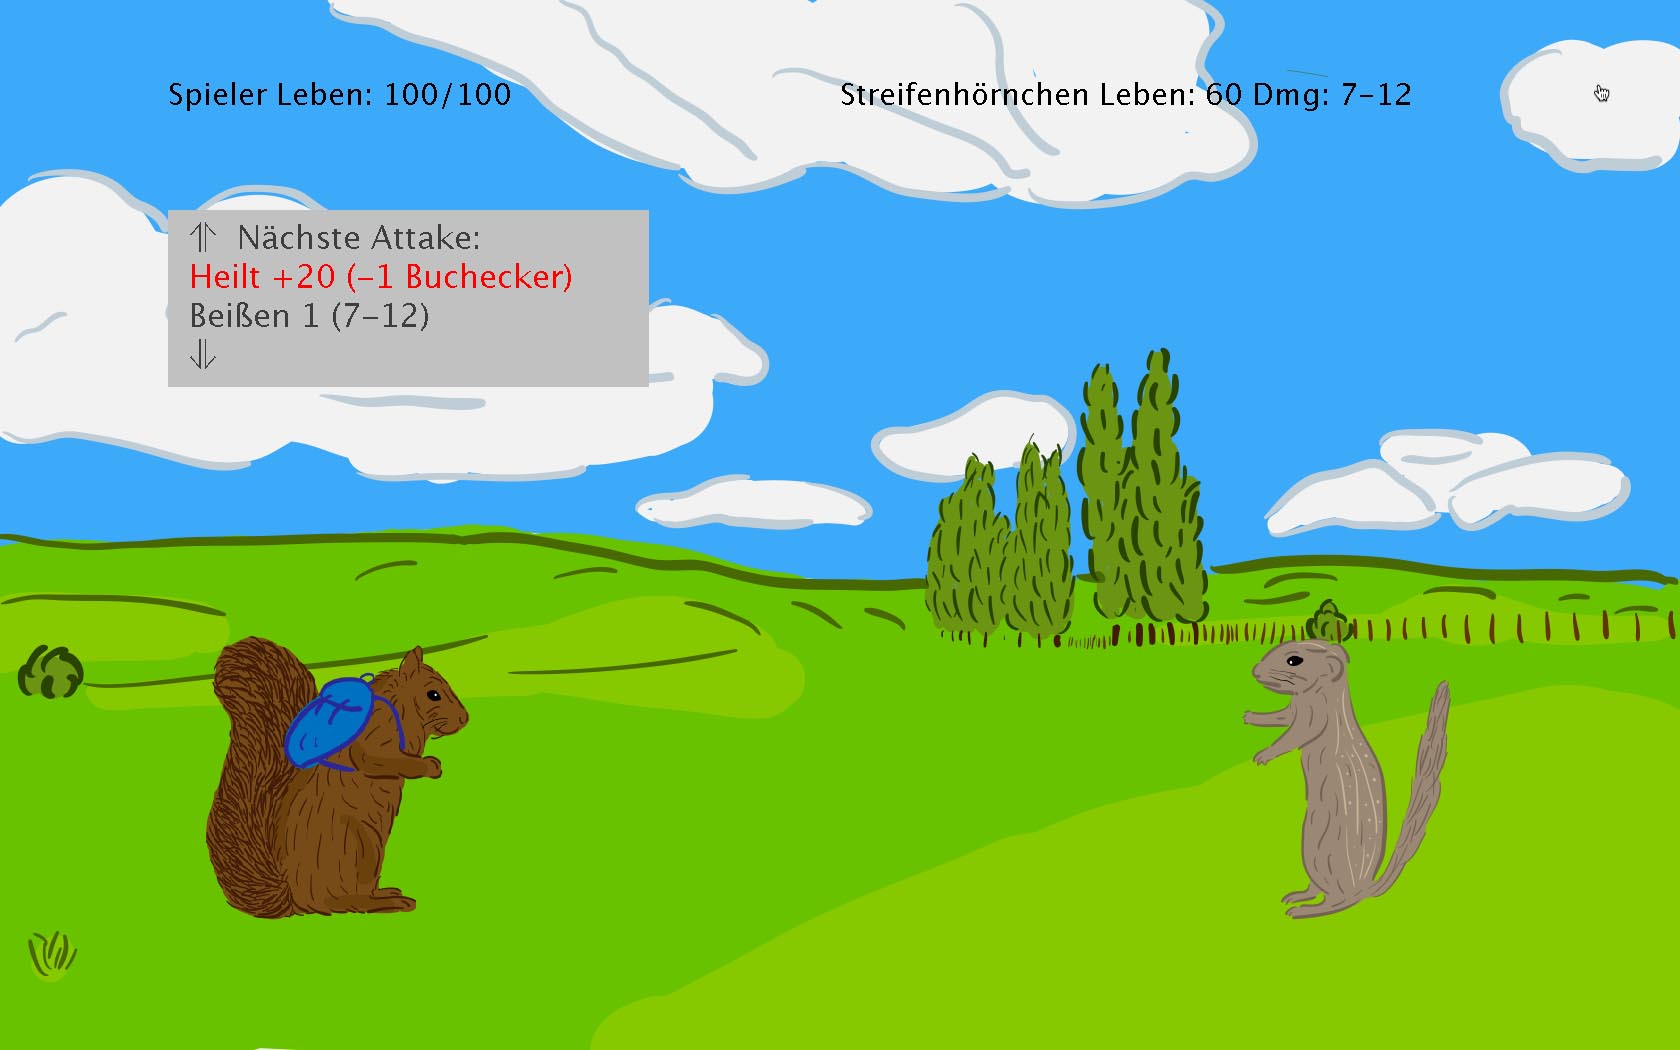 Spieler Leben: 100/100
Streifenhörnchen Leben: 60 Dmg: 7-12
⇑ Nächste Attake:
Heilt +20 (-1 Buchecker)
Beißen 1 (7-12)
⇓